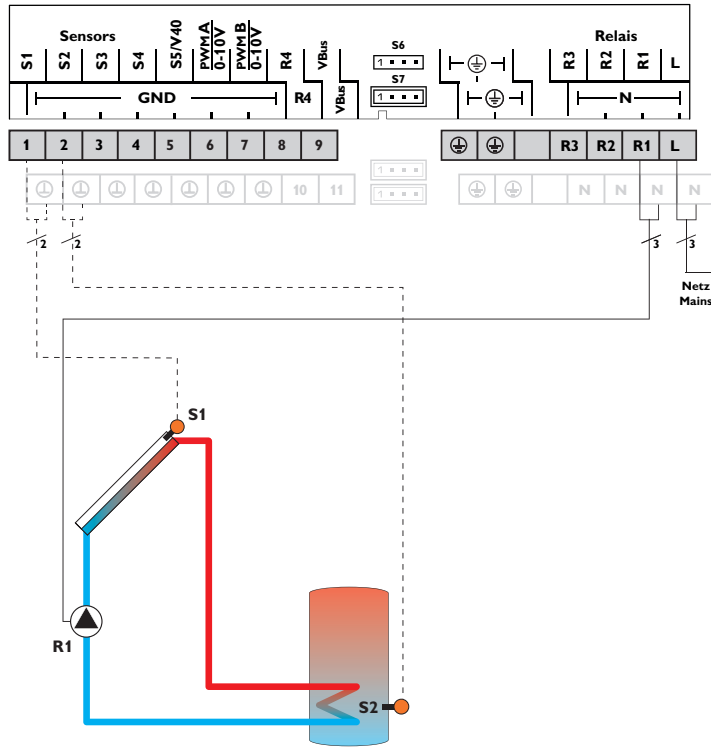 Sensors
Relais
S1 S2 S3 S4 S5/V40 PWM A 0-10V PWM B 0-10V R4 VBus
S6
R3 R2 R1 L
GND
R4
VBus
S7
N
1 2 3 4 5 6 7 8 9
R3 R2 R1 L
10 11
N N N N
2 2
3 3
Netz
Mains
S1
R1
S2